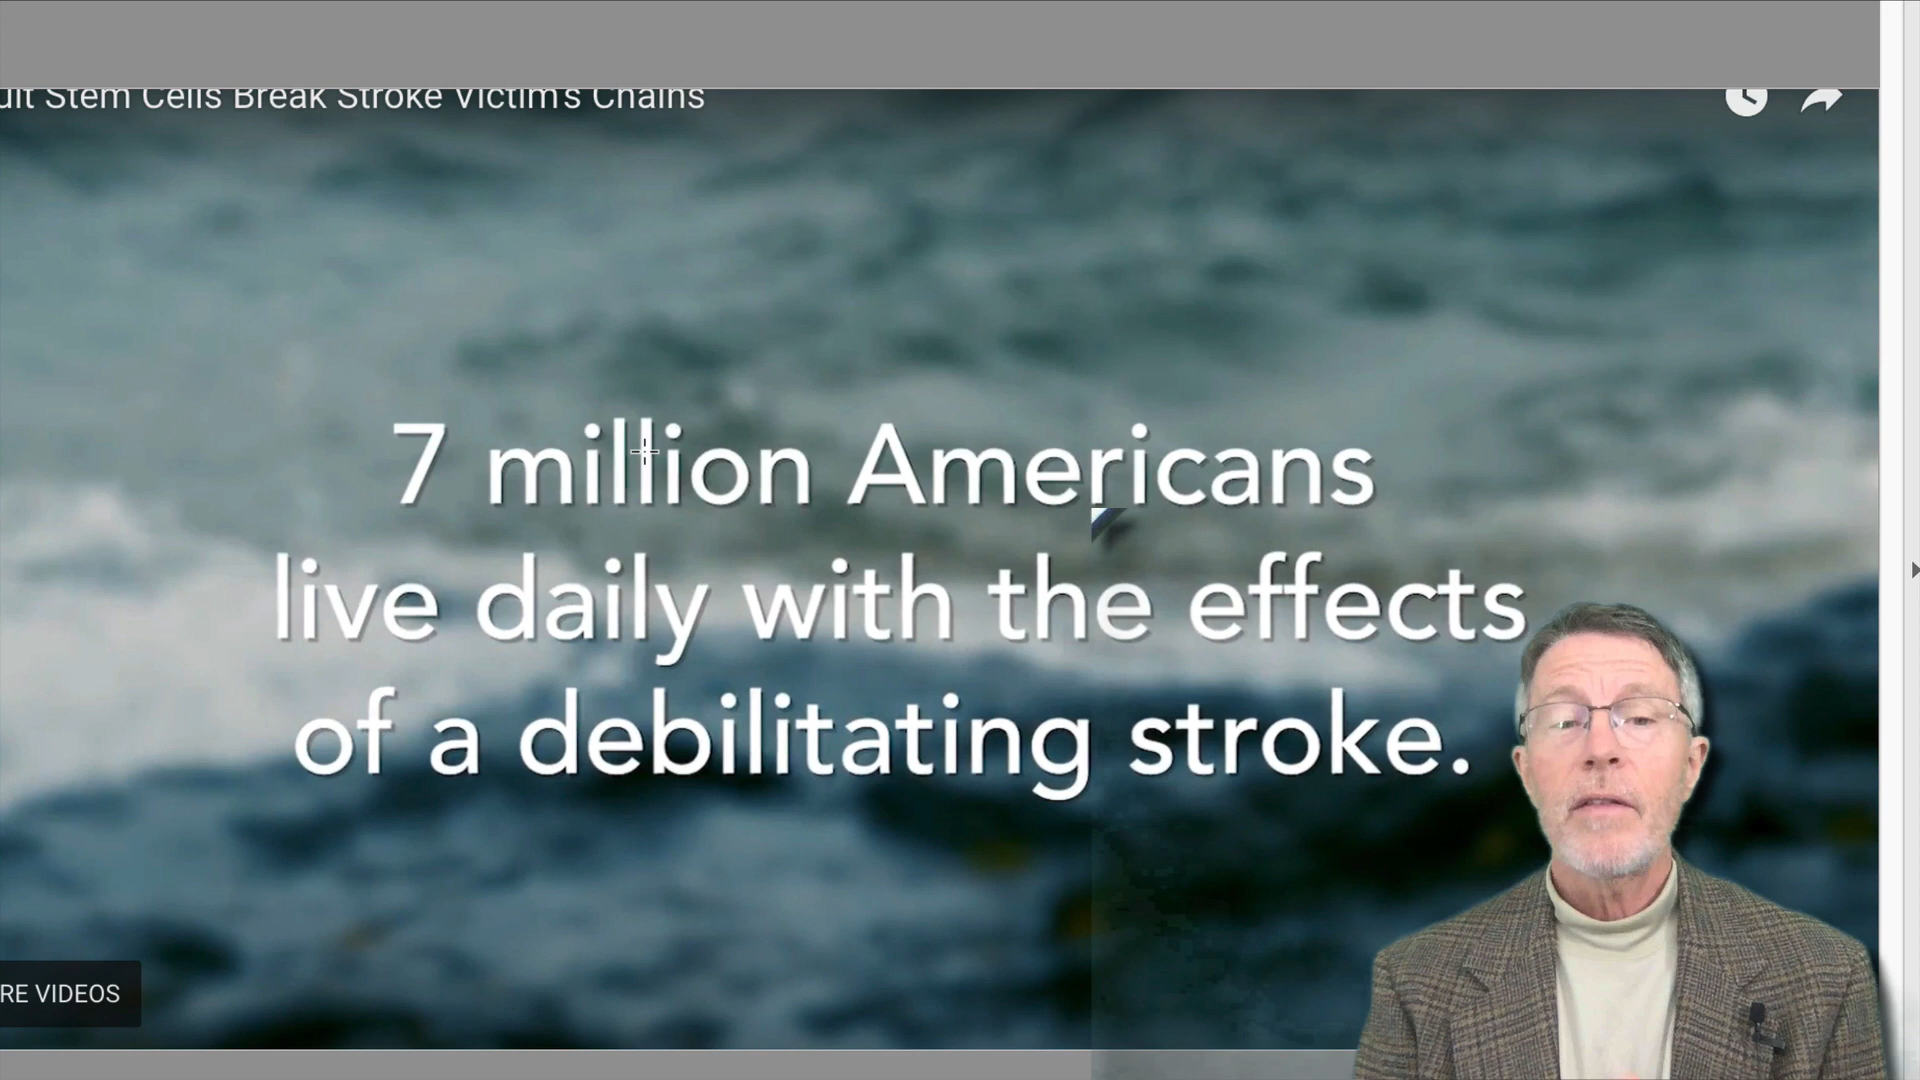 Stem Cells Break Stroke Victim's Chains
7 million Americans
live daily with the effects
of a debilitating stroke.
RE VIDEOS